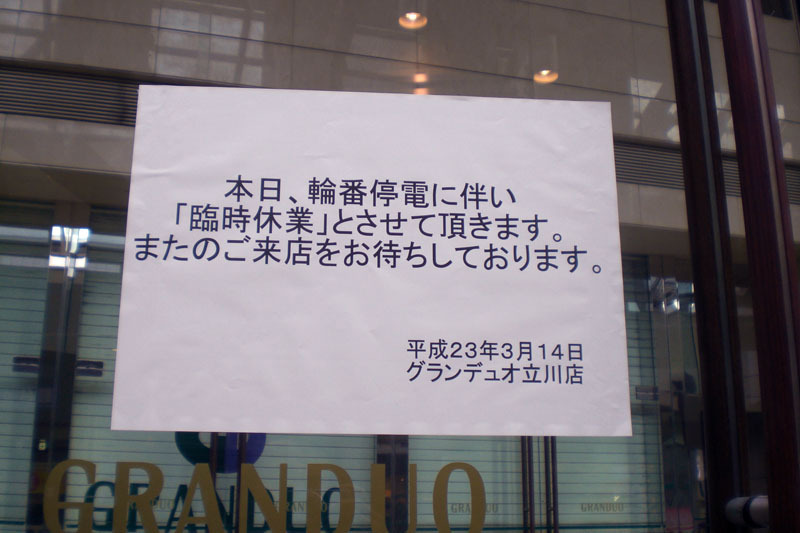 本日、輪番停電に伴い
「臨時休業」とさせて頂きます。
またのご来店をお待ちしております。
平成23年3月14日
グランデュオ立川店
GRANDUO
GRANDUO
GRANDUO